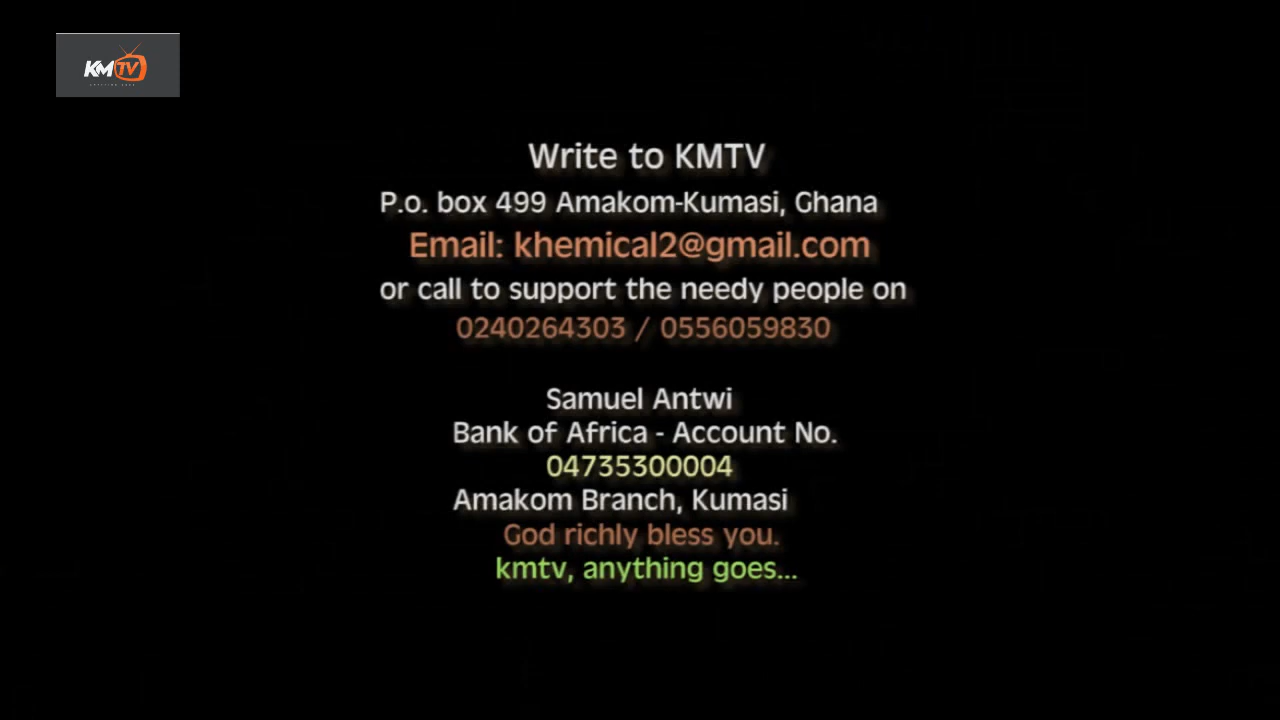 KMTV
Write to KMTV
P.o. box 499 Amakom-Kumasi, Ghana
Email: khemical2@gmail.com
or call to support the needy people on
0240264303 / 0556059830
Samuel Antwi
Bank of Africa - Account No.
04735300004
Amakom Branch, Kumasi
God richly bless you.
kmtv, anything goes...